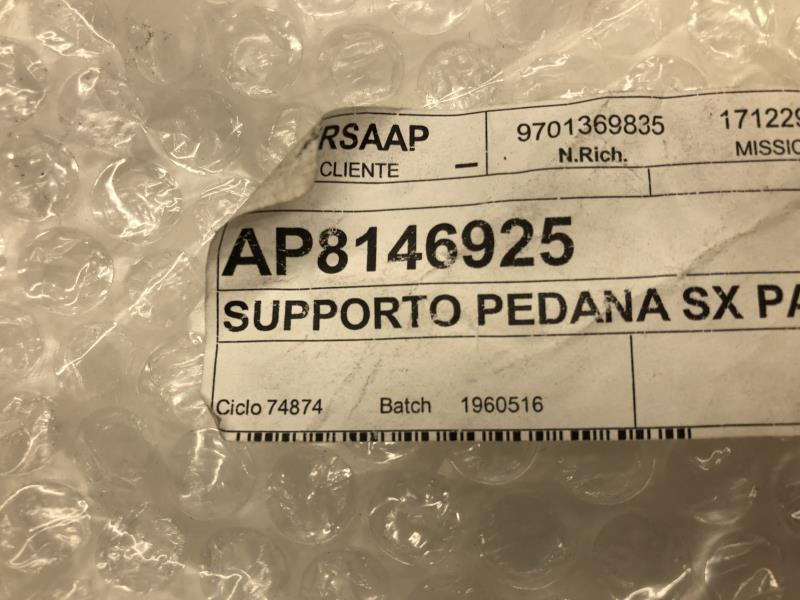 RSAAP 9701369835 171229
CLIENTE N.Rich. MISSIO
AP8146925
SUPPORTO PEDANA SX PA
Ciclo 74874 Batch 1960516